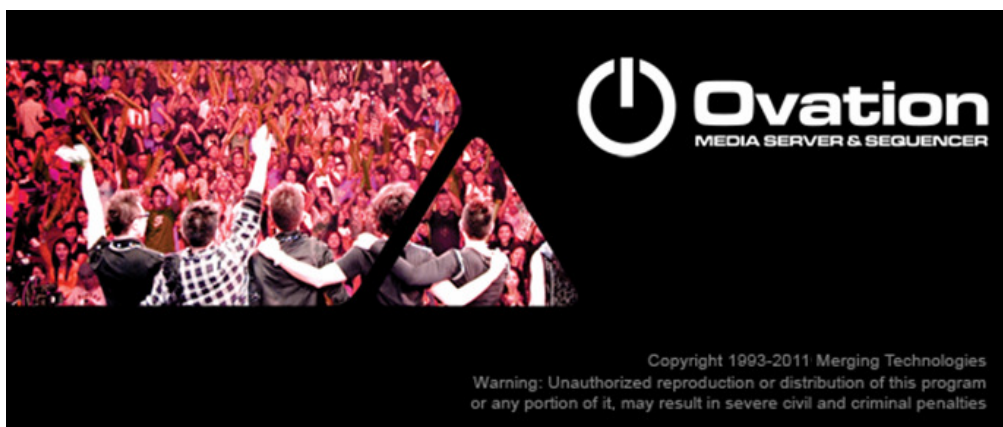 Ovation
MEDIA SERVER & SEQUENCER
Copyright 1993-2011 Merging Technologies
Warning: Unauthorized reproduction or distribution of this program
or any portion of it, may result in severe civil and criminal penalties